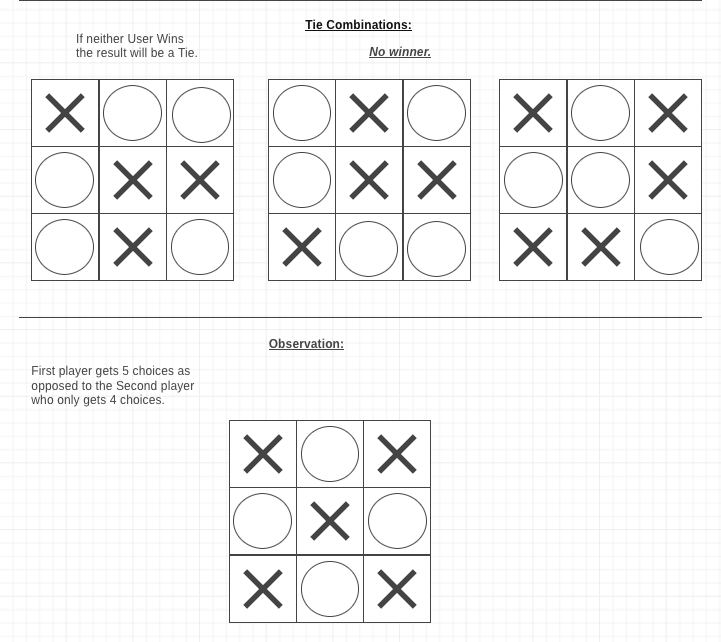 Tie Combinations:
If neither User Wins
the result will be a Tie.
No winner.
Observation:
First player gets 5 choices as
opposed to the Second player
who only gets 4 choices.